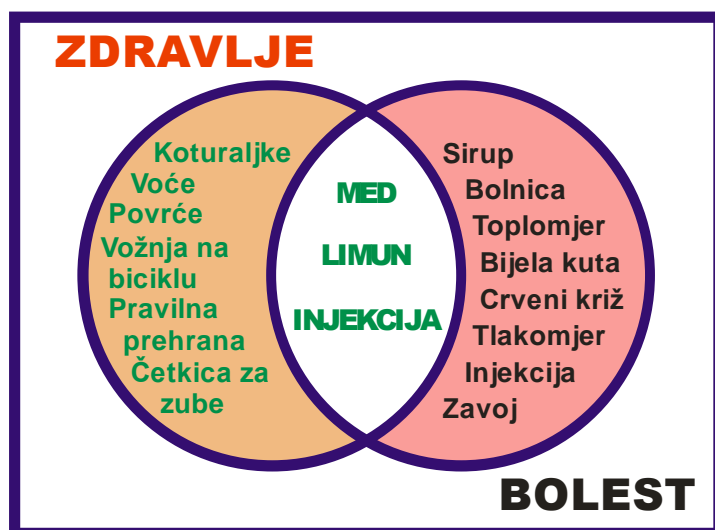 ZDRAVLJE
Koturaljke
Voće
Povrće
Vožnja na
biciklu
Pravilna
prehrana
Četkica za
zube
MED
LIMUN
INJEKCIJA
Sirup
Bolnica
Toplomjer
Bijela kuta
Crveni križ
Tlakomjer
Injekcija
Zavoj
BOLEST